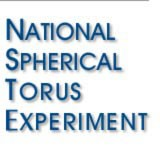 NATIONAL
SPHERICAL
TORUS
EXPERIMENT